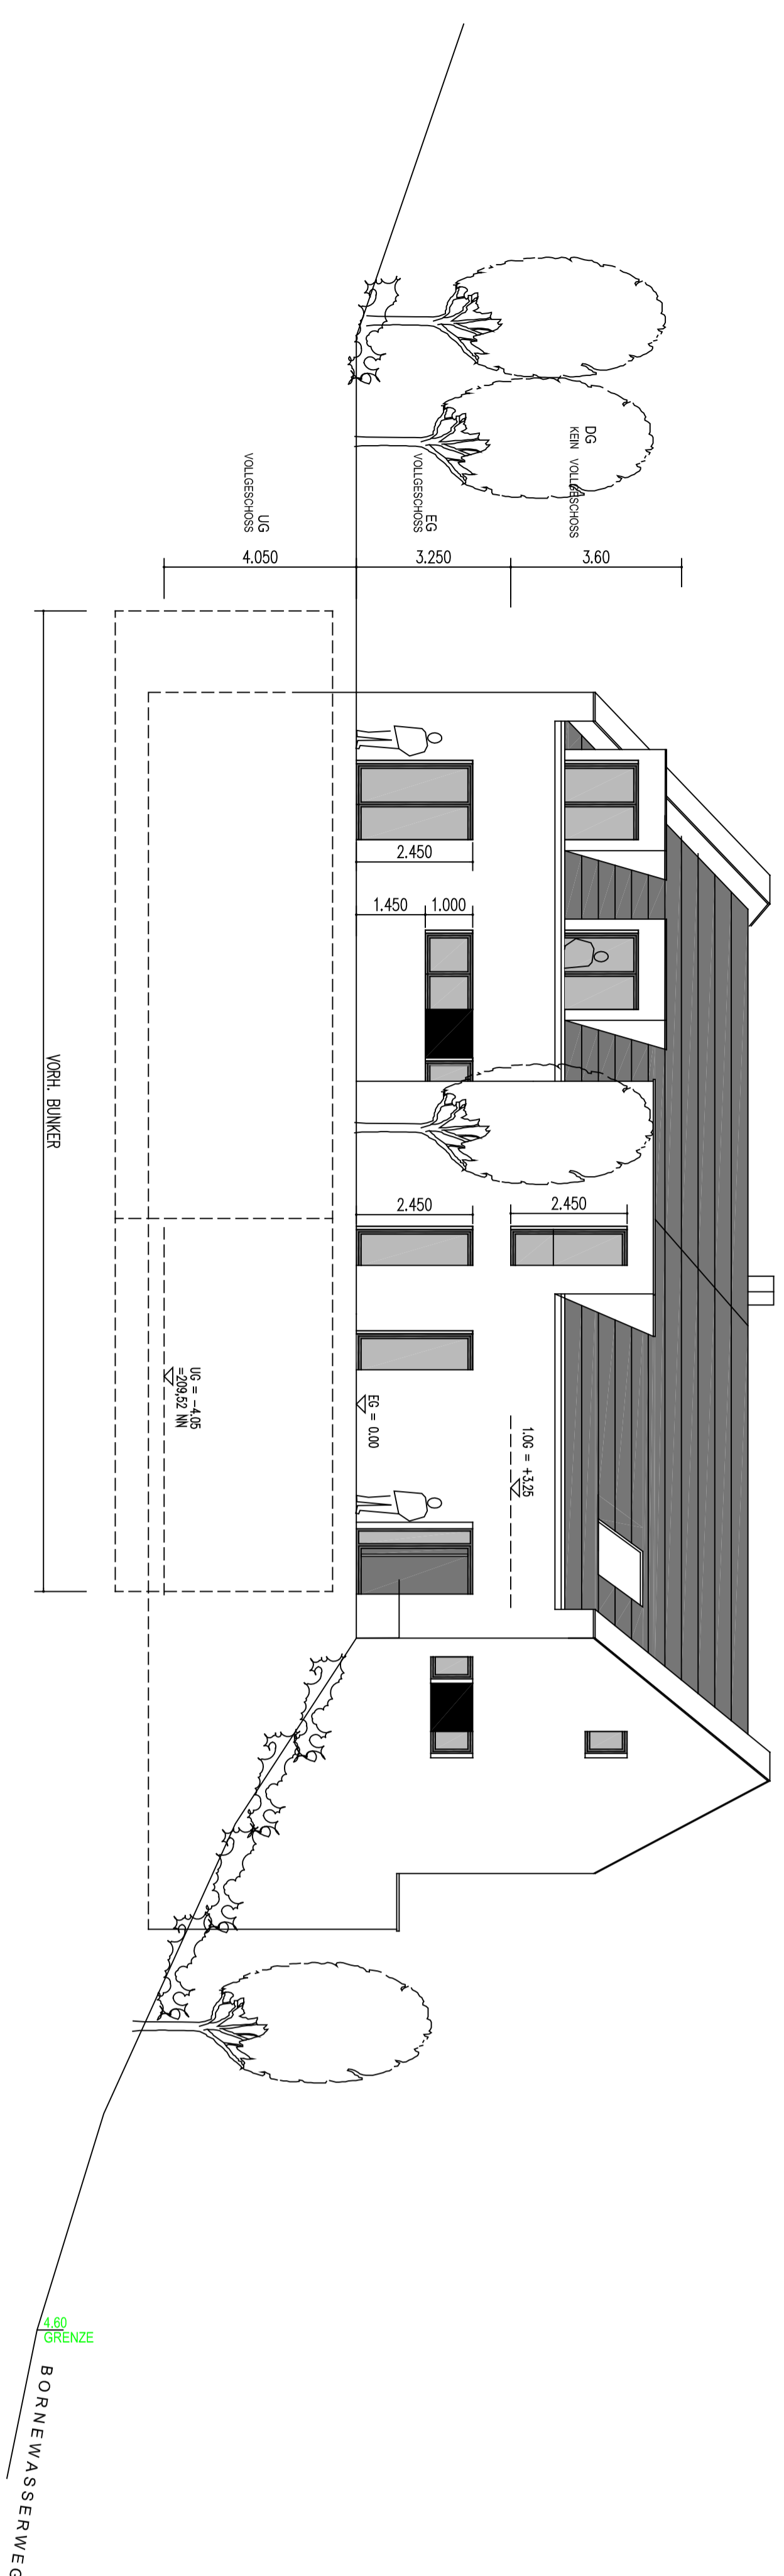 DG
KEIN VOLLGESCHOSS
EG
VOLLGESCHOSS
UG
VOLLGESCHOSS
3.60
3.250
4.050
2.450
1.450
1.000
VORH. BUNKER
2.450
2.450
1.OG = +3.25
EG = 0.00
UG = -4.05
=209,52 NN
4.60
GRENZE
BORNEWASSERWEG